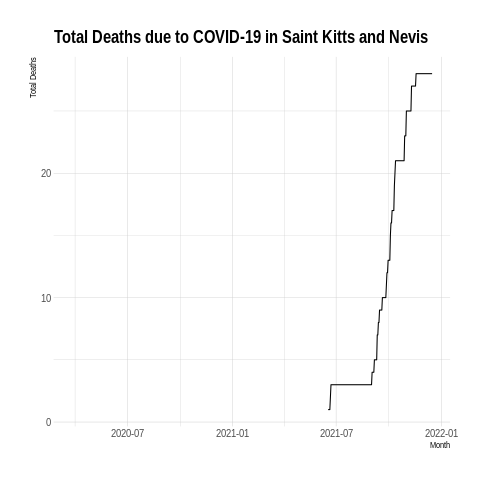 Total Deaths due to COVID-19 in Saint Kitts and Nevis
Total Deaths
20
10
0
2020-07 2021-01 2021-07 2022-01
Month